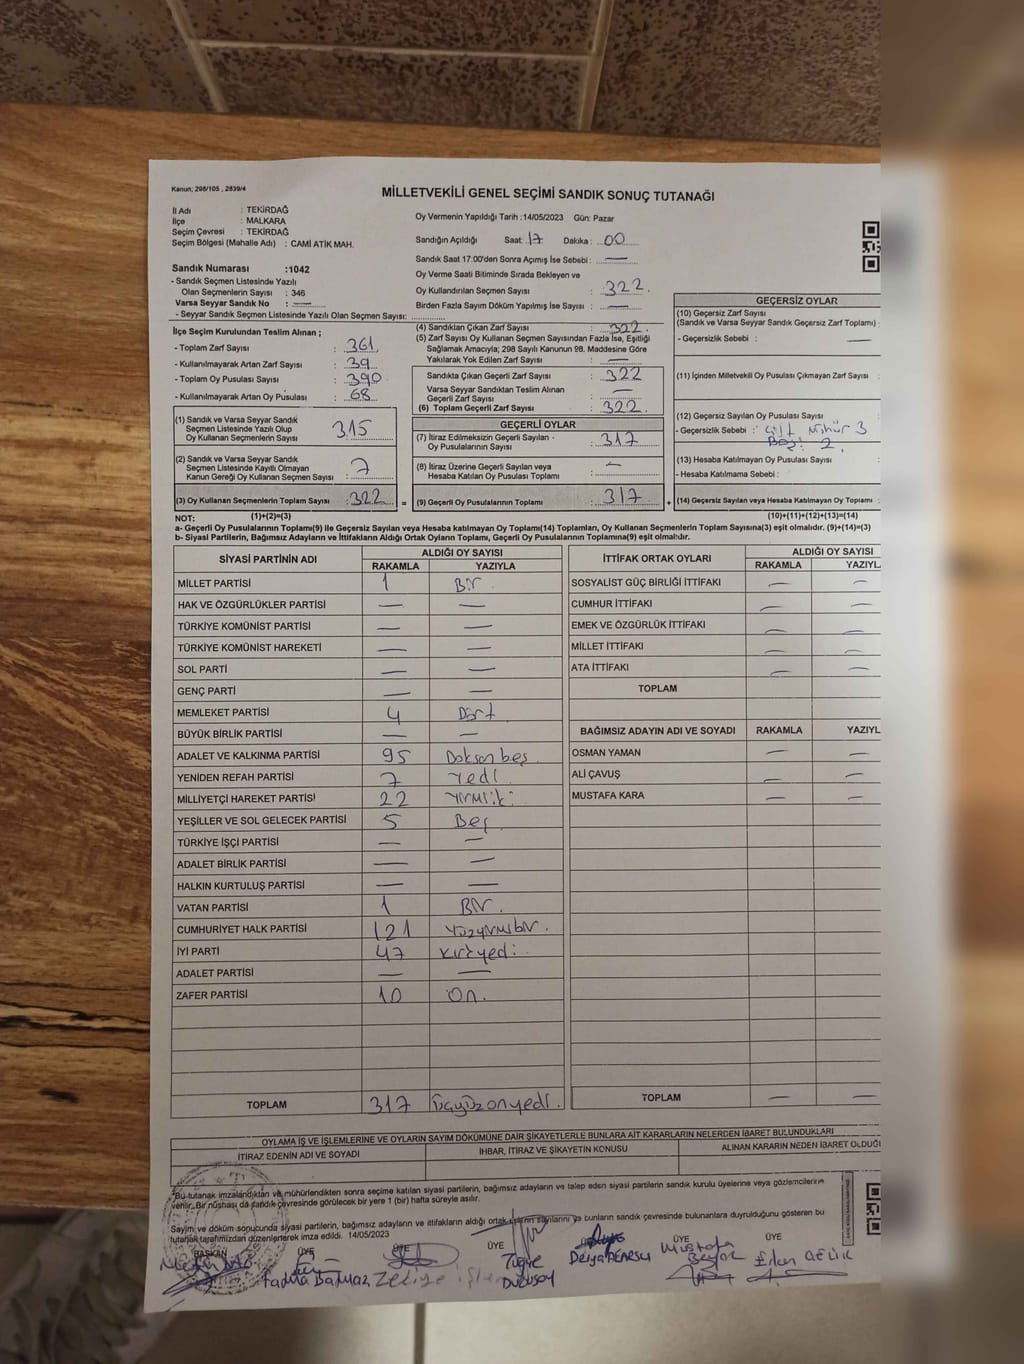 Kanun; 298/105 , 2839/4
MİLLETVEKİLİ GENEL SEÇİMİ SANDIK SONUÇ TUTANAĞI
İl Adı : TEKİRDAĞ
İlçe : MALKARA
Seçim Çevresi : TEKİRDAĞ
Seçim Bölgesi (Mahalle Adı) : CAMİ ATİK MAH.
Sandık Numarası :1042
- Sandık Seçmen Listesinde Yazılı
Olan Seçmenlerin Sayısı : 346
Varsa Seyyar Sandık No : —
- Seyyar Sandık Seçmen Listesinde Yazılı Olan Seçmen Sayısı:
Oy Vermenin Yapıldığı Tarih :14/05/2023 Gün: Pazar
Sandığın Açıldığı Saat: 17 Dakika: 00
Sandık Saat 17:00'den Sonra Açımış İse Sebebi : —
Oy Verme Saati Bitiminde Sırada Bekleyen ve
Oy Kullandırılan Seçmen Sayısı : 322
Birden Fazla Sayım Döküm Yapılmış İse Sayısı : —
İlçe Seçim Kurulundan Teslim Alınan ;
- Toplam Zarf Sayısı : 361
- Kullanılmayarak Artan Zarf Sayısı : 39
- Toplam Oy Pusulası Sayısı : 390
- Kullanılmayarak Artan Oy Pusulası : 68
(1) Sandık ve Varsa Seyyar Sandık
Seçmen Listesinde Yazılı Olup
Oy Kullanan Seçmenlerin Sayısı 315
(2) Sandık ve Varsa Seyyar Sandık
Seçmen Listesinde Kayıtlı Olmayan
Kanun Gereği Oy Kullanan Seçmen Sayısı : 7
(3) Oy Kullanan Seçmenlerin Toplam Sayısı :322 =
(4) Sandıktan Çıkan Zarf Sayısı : 322
(5) Zarf Sayısı Oy Kullanan Seçmen Sayısından Fazla İse, Eşitliği
Sağlamak Amacıyla; 298 Sayılı Kanunun 98. Maddesine Göre
Yakılarak Yok Edilen Zarf Sayısı : —
Sandıkta Çıkan Geçerli Zarf Sayısı : 322
Varsa Seyyar Sandıktan Teslim Alınan
Geçerli Zarf Sayısı : —
(6) Toplam Geçerli Zarf Sayısı : 322
GEÇERLİ OYLAR
(7) İtiraz Edilmeksizin Geçerli Sayılan
Oy Pusulalarının Sayısı : 317
(8) İtiraz Üzerine Geçerli Sayılan veya
Hesaba Katılan Oy Pusulası Toplamı —
(9) Geçerli Oy Pusulalarının Toplamı : 317 +
GEÇERSİZ OYLAR
(10) Geçersiz Zarf Sayısı
(Sandık ve Varsa Seyyar Sandık Geçersiz Zarf Toplamı) :
- Geçersizlik Sebebi : —
(11) İçinden Milletvekili Oy Pusulası Çıkmayan Zarf Sayısı :
(12) Geçersiz Sayılan Oy Pusulası Sayısı :
- Geçersizlik Sebebi : Çift Mühür 3
Boş: 2
(13) Hesaba Katılmayan Oy Pusulası Sayısı :
- Hesaba Katılmama Sebebi :
(14) Geçersiz Sayılan veya Hesaba Katılmayan Oy Toplamı :
NOT: (1)+(2)=(3) (10)+(11)+(12)+(13)=(14)
a- Geçerli Oy Pusulasının Toplamı(9) ile Geçersiz Sayılan veya Hesaba katılmayan Oy Toplamı(14) Toplamları, Oy Kullanan Seçmenlerin Toplam Sayısına(3) eşit olmalıdır. (9)+(14)=(3)
b- Siyasi Partilerin, Bağımsız Adayların ve İttifakların Aldığı Ortak Oyların Toplamı, Geçerli Oy Pusulalarının Toplamına(9) eşit olmalıdır.
SİYASİ PARTİNİN ADI ALDIĞI OY SAYISI
RAKAMLA YAZIYLA
MİLLET PARTİSİ 1 Bir
HAK VE ÖZGÜRLÜKLER PARTİSİ — —
TÜRKİYE KOMÜNİST PARTİSİ — —
TÜRKİYE KOMÜNİST HAREKETİ — —
SOL PARTİ — —
GENÇ PARTİ — —
MEMLEKET PARTİSİ 4 Dört
BÜYÜK BİRLİK PARTİSİ — —
ADALET VE KALKINMA PARTİSİ 95 Doksan beş
YENİDEN REFAH PARTİSİ 7 Yedi
MİLLİYETÇİ HAREKET PARTİSİ 22 Yirmiiki
YEŞİLLER VE SOL GELECEK PARTİSİ 5 Beş
TÜRKİYE İŞÇİ PARTİSİ — —
ADALET BİRLİK PARTİSİ — —
HALKIN KURTULUŞ PARTİSİ — —
VATAN PARTİSİ 1 Bir
CUMHURİYET HALK PARTİSİ 121 Yüzyirmibir.
İYİ PARTİ 47 Kırkyedi
ADALET PARTİSİ — —
ZAFER PARTİSİ 10 On.
TOPLAM 317 Üçyüzonyedi.
İTTİFAK ORTAK OYLARI ALDIĞI OY SAYISI
RAKAMLA YAZIYL
SOSYALİST GÜÇ BİRLİĞİ İTTİFAKI — —
CUMHUR İTTİFAKI — —
EMEK VE ÖZGÜRLÜK İTTİFAKI — —
MİLLET İTTİFAKI — —
ATA İTTİFAKI — —
TOPLAM
BAĞIMSIZ ADAYIN ADI VE SOYADI RAKAMLA YAZIYL
OSMAN YAMAN — —
ALİ ÇAVUŞ — —
MUSTAFA KARA — —
TOPLAM — —
OYLAMA İŞ VE İŞLEMLERİNE VE OYLARIN SAYIM DÖKÜMÜNE DAİR ŞİKAYETLERLE BUNLARA AİT KARARLARIN NELERDEN İBARET BULUNDUKLARI
İTİRAZ EDENİN ADI VE SOYADI İHBAR, İTİRAZ VE ŞİKAYETİN KONUSU ALINAN KARARIN NEDEN İBARET OLDUĞU
"Bu tutanak imzalandıktan ve mühürlendikten sonra seçime katılan siyasi partilerin, bağımsız adayların ve talep eden siyasi partilerin sandık kurulu üyelerine veya gözlemcilerine
verilir. Bir nüshası da sandık çevresinde görülecek bir yere 1 (bir) hafta süreyle asılır.
Sayım ve döküm sonucunda siyasi partilerin, bağımsız adayların ve ittifakların aldığı ortak oyların sayılarını ya bunların sandık çevresinde bulunanlara duyrulduğunu gösteren bu
tutanak tarafımızdan düzenlenerek imza edildi. 14/05/2023
BAŞKAN ÜYE ÜYE ÜYE ÜYE ÜYE
Fadma Zeliye Tuğçe Derya Mustafa